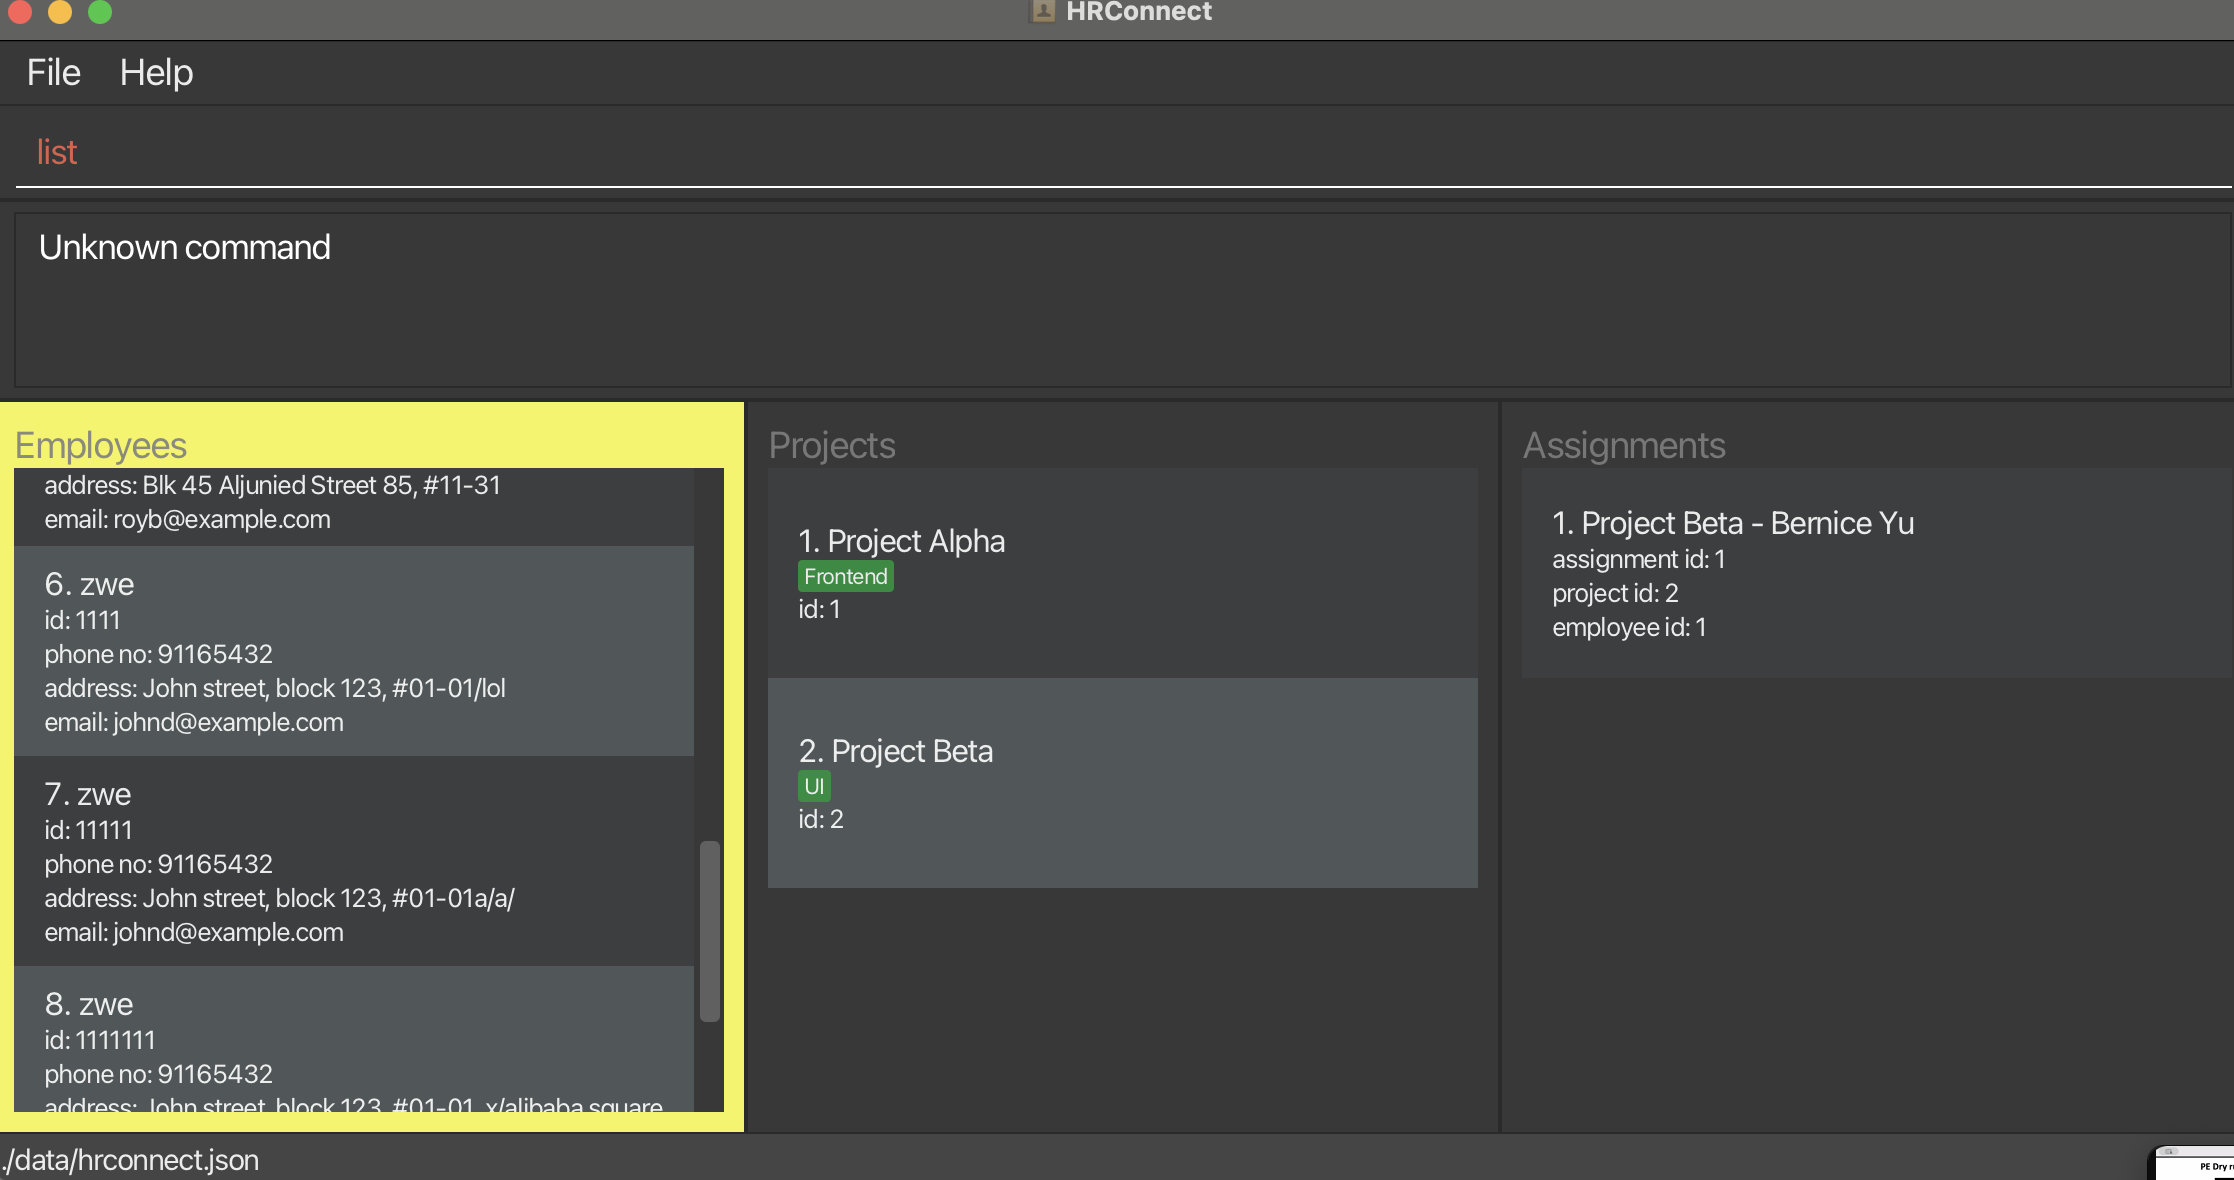 HRConnect
File Help
list
Unknown command
Employees
address: Blk 45 Aljunied Street 85, #11-31
email: royb@example.com
6. zwe
id: 1111
phone no: 91165432
address: John street, block 123, #01-01/lol
email: johnd@example.com
7. zwe
id: 11111
phone no: 91165432
address: John street, block 123, #01-01a/a/
email: johnd@example.com
8. zwe
id: 1111111
phone no: 91165432
address: John street, block 123, #01-01, x/alibaba square
Projects
1. Project Alpha
Frontend
id: 1
2. Project Beta
UI
id: 2
Assignments
1. Project Beta - Bernice Yu
assignment id: 1
project id: 2
employee id: 1
./data/hrconnect.json
PE Dry